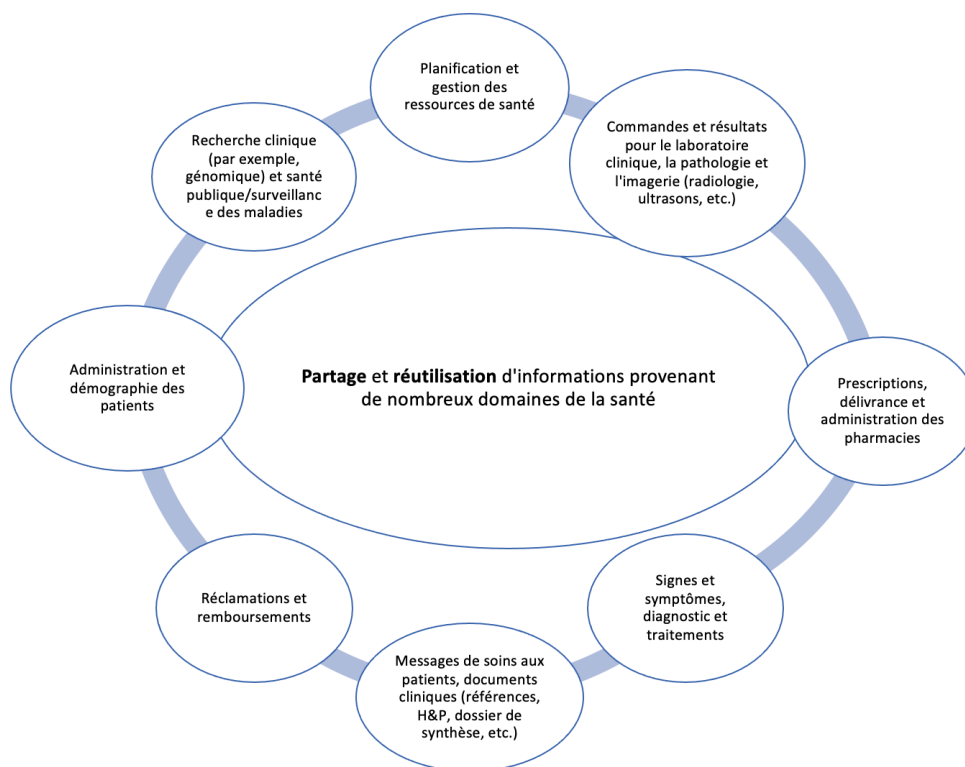 Planification et
gestion des
ressources de santé
Commandes et résultats
pour le laboratoire
clinique, la pathologie et
l'imagerie (radiologie,
ultrasons, etc.)
Recherche clinique
(par exemple,
génomique) et santé
publique/surveillanc
e des maladies
Administration et
démographie des
patients
Partage et réutilisation d'informations provenant
de nombreux domaines de la santé
Prescriptions,
délivrance et
administration des
pharmacies
Réclamations et
remboursements
Signes et
symptômes,
diagnostic et
traitements
Messages de soins aux
patients, documents
cliniques (références,
H&P, dossier de
synthèse, etc.)